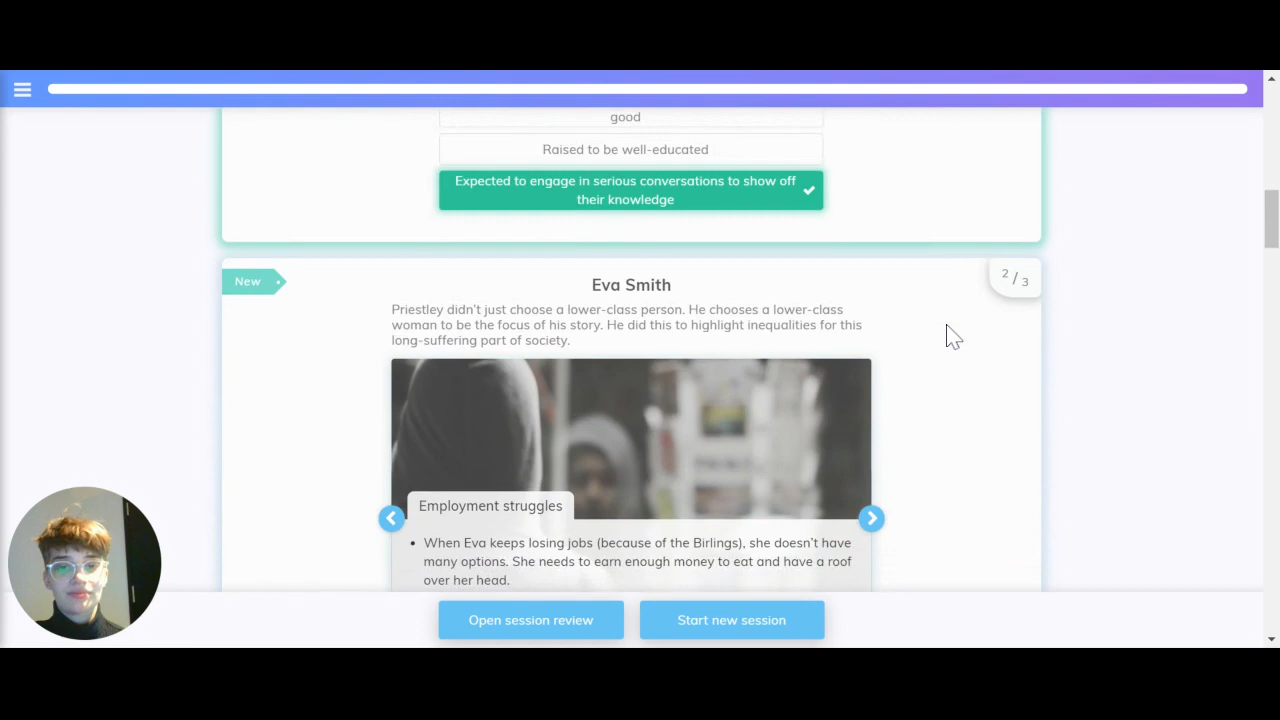 good
Raised to be well-educated
Expected to engage in serious conversations to show off
their knowledge
New
Eva Smith
2 / 3
Priestley didn't just choose a lower-class person. He chooses a lower-class
woman to be the focus of his story. He did this to highlight inequalities for this
long-suffering part of society.
Employment struggles
• When Eva keeps losing jobs (because of the Birlings), she doesn't have
many options. She needs to earn enough money to eat and have a roof
over her head.
Open session review
Start new session